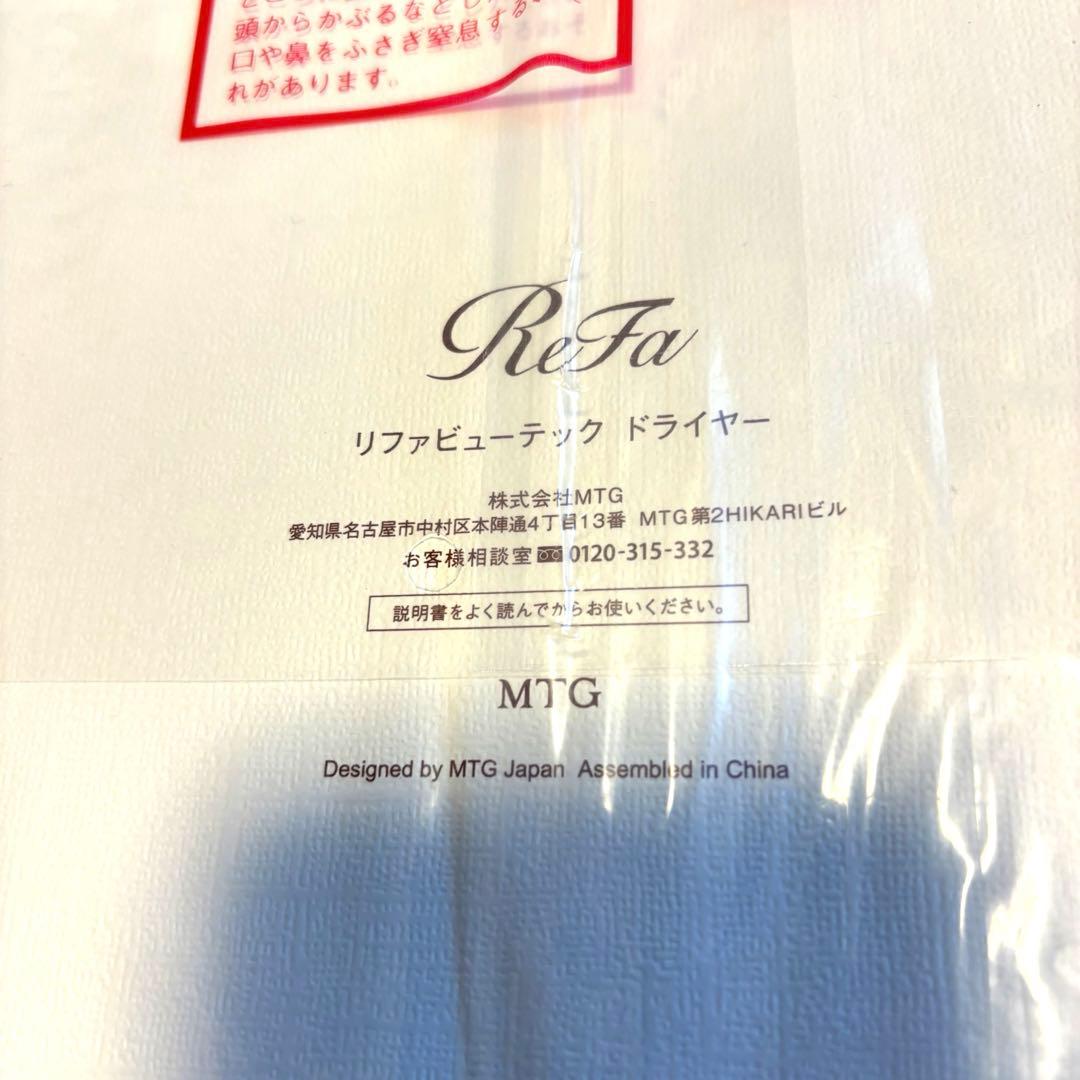 頭からかぶるなどした
口や鼻をふさぎ窒息する
れがあります。
ReFa
リファビューテック ドライヤー
株式会社MTG
愛知県名古屋市中村区本陣通4丁目13番 MTG第2HIKARIビル
お客様相談室 0120-315-332
説明書をよく読んでからお使いください。
MTG
Designed by MTG Japan Assembled in China